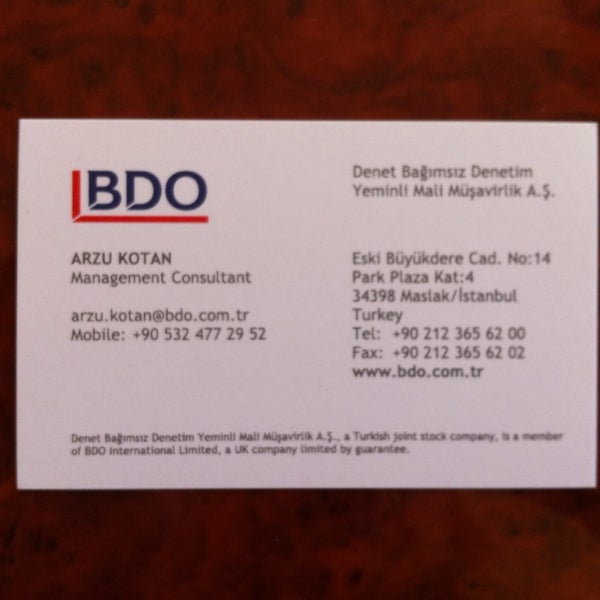 BDO
Denet Bağımsız Denetim
Yeminli Mali Müşavirlik A.Ş.
ARZU KOTAN
Management Consultant
arzu.kotan@bdo.com.tr
Mobile: +90 532 477 29 52
Eski Büyükdere Cad. No:14
Park Plaza Kat:4
34398 Maslak/İstanbul
Turkey
Tel: +90 212 365 62 00
Fax: +90 212 365 62 02
www.bdo.com.tr
Denet Bağımsız Denetim Yeminli Mali Müşavirlik A.Ş., a Turkish joint stock company, is a member
of BDO International Limited, a UK company limited by guarantee.